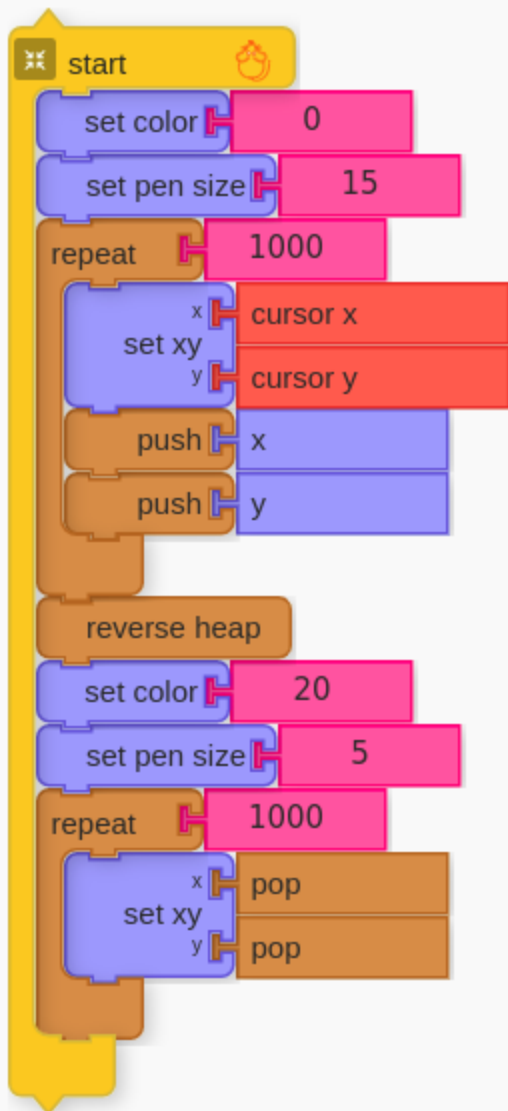 start
set color 0
set pen size 15
repeat 1000
x cursor x
set xy
y cursor y
push x
push y
reverse heap
set color 20
set pen size 5
repeat 1000
x pop
set xy
y pop